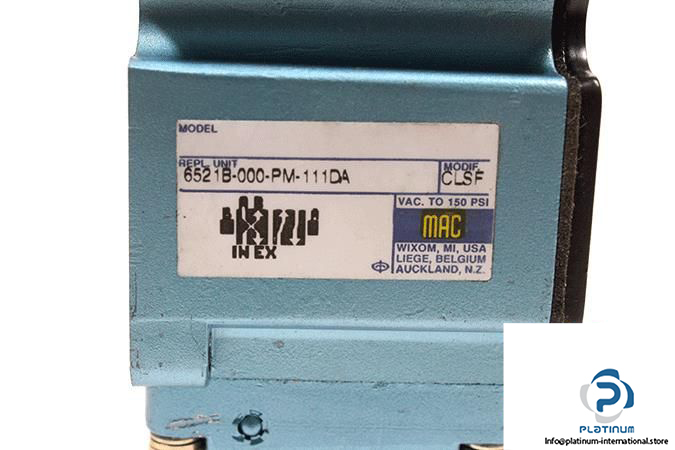 MODEL
REPL. UNIT
6521B-000-PM-111DA
MODIF.
CLSF
VAC. TO 150 PSI
MAC
IN EX
WIXOM, MI, USA
LIEGE, BELGIUM
AUCKLAND, N.Z.
PLATINUM
info@platinum-international.store